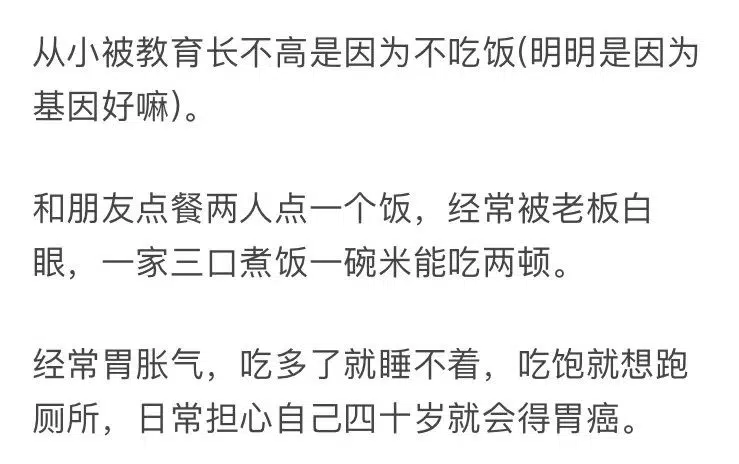 从小被教育长不高是因为不吃饭(明明是因为
基因好嘛)。
和朋友点餐两人点一个饭，经常被老板白
眼，一家三口煮饭一碗米能吃两顿。
经常胃胀气，吃多了就睡不着，吃饱就想跑
厕所，日常担心自己四十岁就会得胃癌。